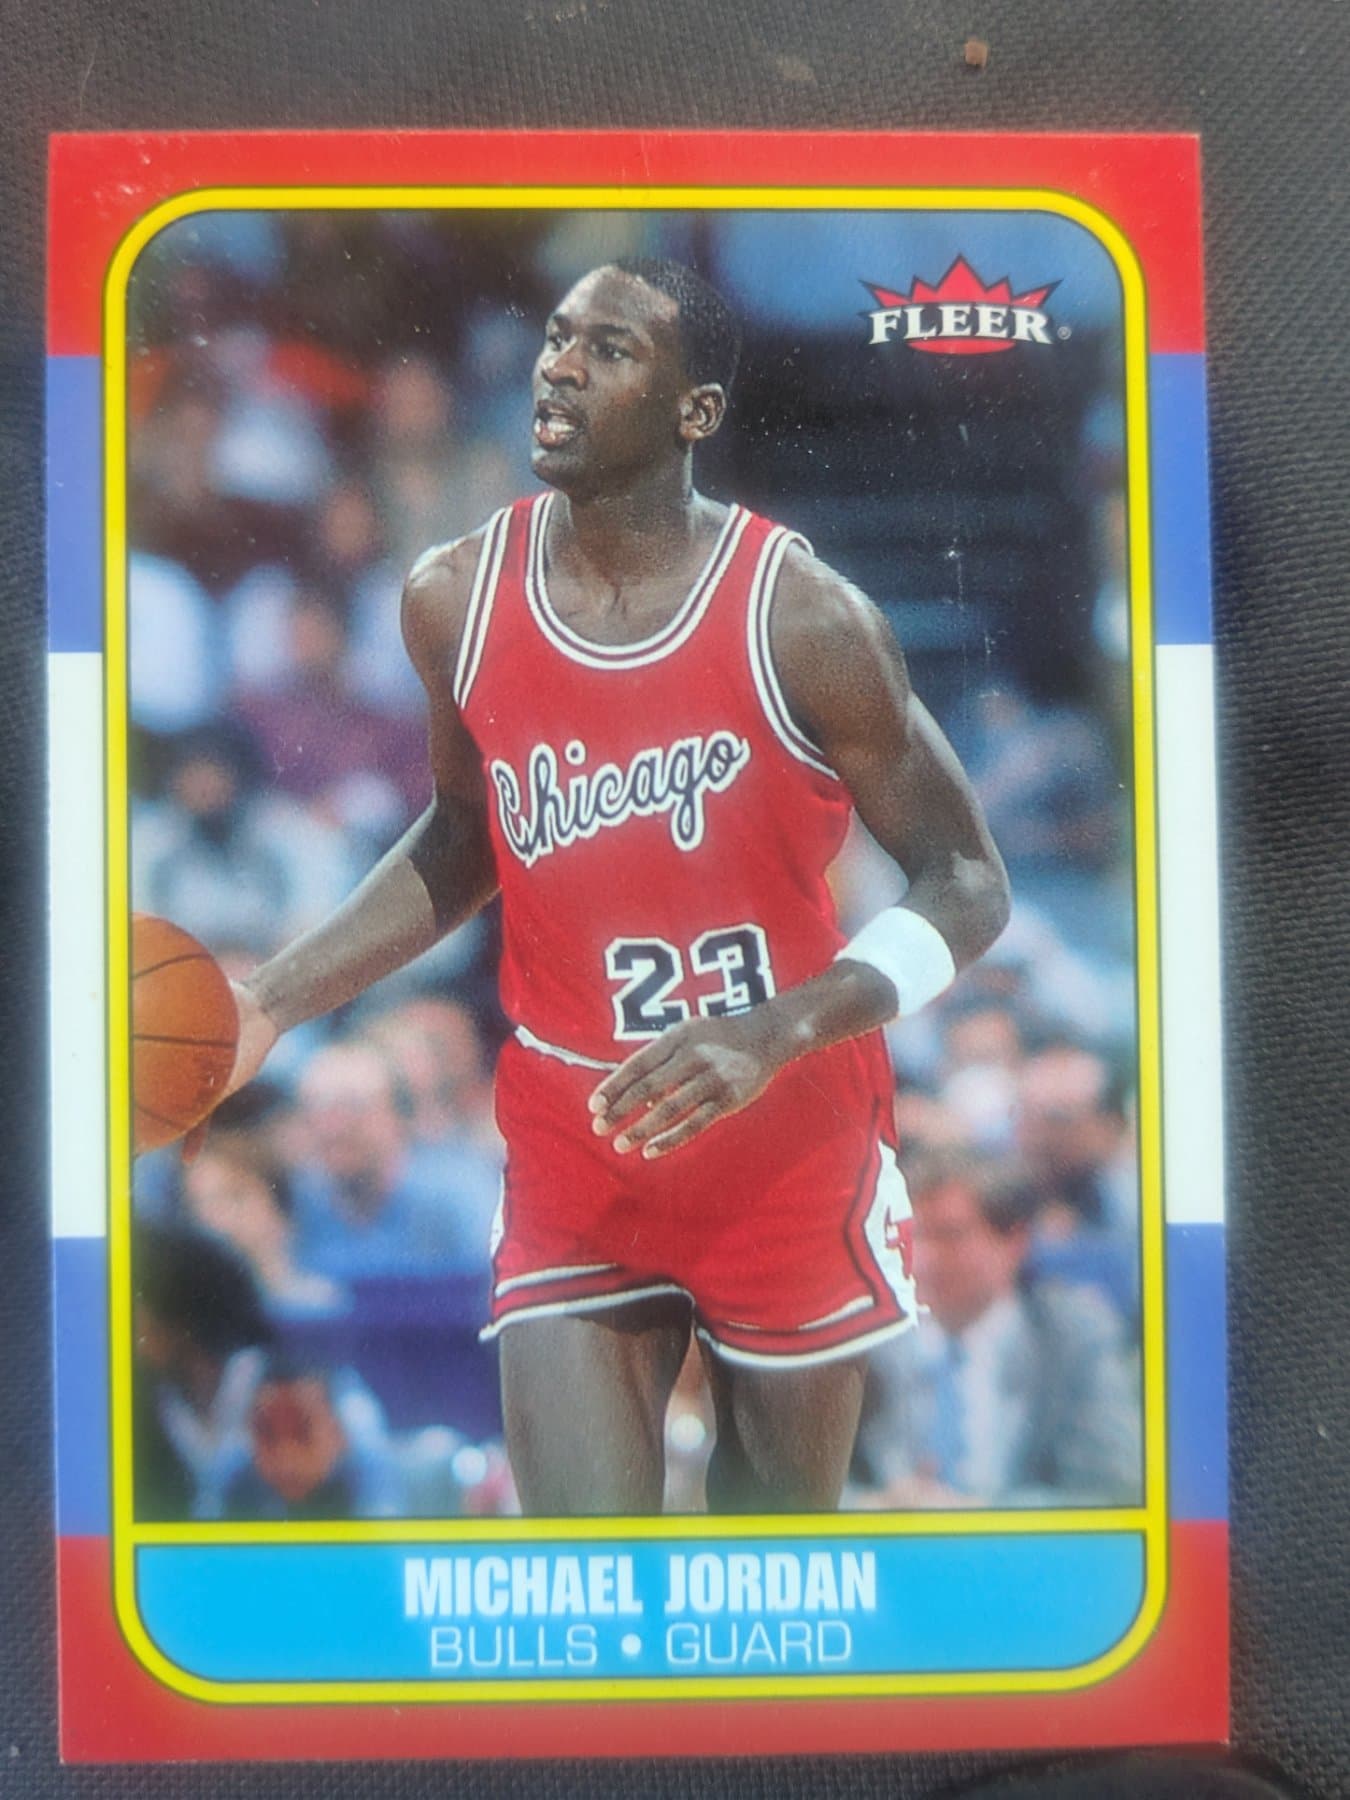 FLEER®
Chicago
23
MICHAEL JORDAN
BULLS • GUARD